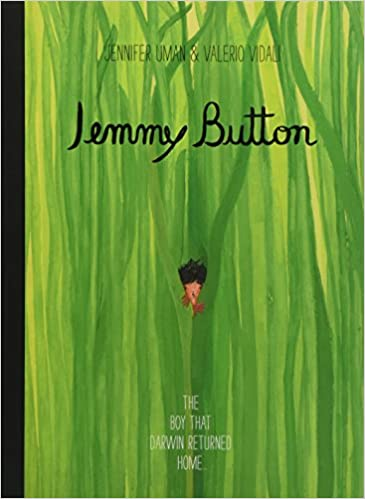 JENNIFER UMAN & VALERIO VIDALI
Jemmy Button
THE
BOY THAT
DARWIN RETURNED
HOME